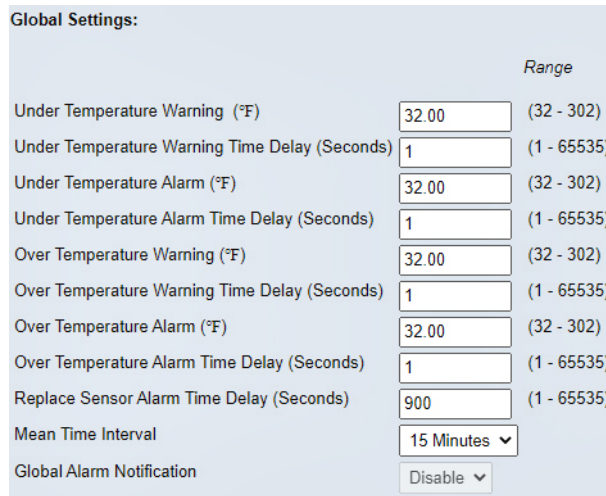 Global Settings:
Range
Under Temperature Warning (°F) 32.00 (32 - 302)
Under Temperature Warning Time Delay (Seconds) 1 (1 - 65535)
Under Temperature Alarm (°F) 32.00 (32 - 302)
Under Temperature Alarm Time Delay (Seconds) 1 (1 - 65535)
Over Temperature Warning (°F) 32.00 (32 - 302)
Over Temperature Warning Time Delay (Seconds) 1 (1 - 65535)
Over Temperature Alarm (°F) 32.00 (32 - 302)
Over Temperature Alarm Time Delay (Seconds) 1 (1 - 65535)
Replace Sensor Alarm Time Delay (Seconds) 900 (1 - 65535)
Mean Time Interval 15 Minutes
Global Alarm Notification Disable